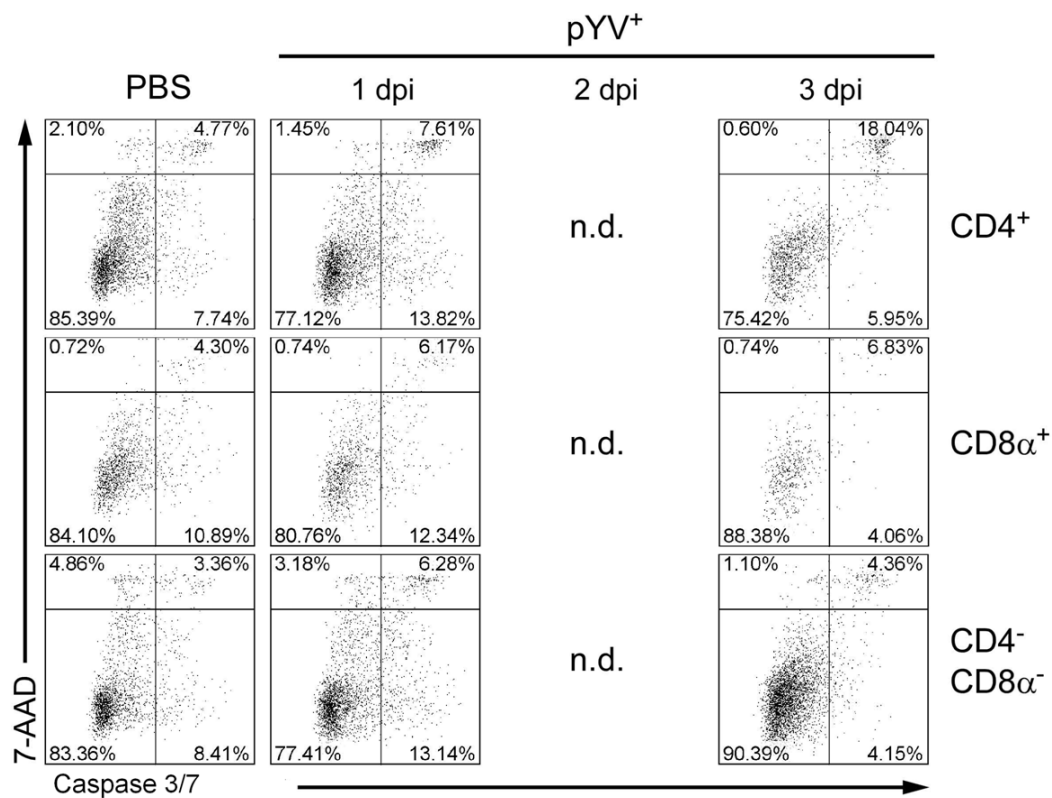 pYV⁺
PBS 1 dpi 2 dpi 3 dpi
2.10% 4.77% 1.45% 7.61% 0.60% 18.04%
n.d. CD4⁺
85.39% 7.74% 77.12% 13.82% 75.42% 5.95%
0.72% 4.30% 0.74% 6.17% 0.74% 6.83%
n.d. CD8α⁺
84.10% 10.89% 80.76% 12.34% 88.38% 4.06%
4.86% 3.36% 3.18% 6.28% 1.10% 4.36%
n.d. CD4⁻
CD8α⁻
83.36% 8.41% 77.41% 13.14% 90.39% 4.15%
7-AAD
Caspase 3/7